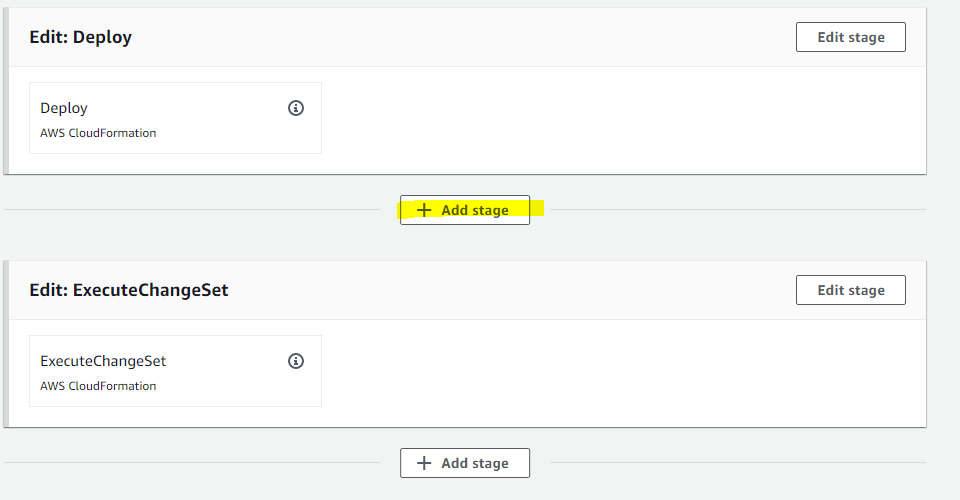 Edit: Deploy
Edit stage
Deploy
AWS CloudFormation
+ Add stage
Edit: ExecuteChangeSet
Edit stage
ExecuteChangeSet
AWS CloudFormation
+ Add stage